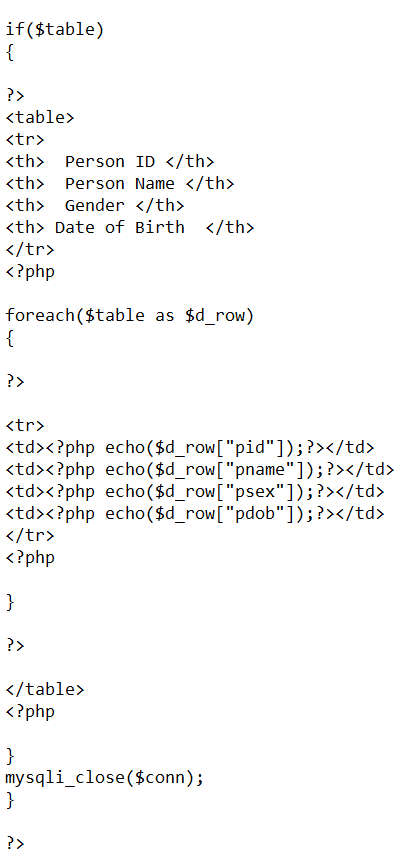 if($table)
{
?>
<table>
<tr>
<th>  Person ID </th>
<th>  Person Name </th>
<th>  Gender </th>
<th> Date of Birth  </th>
</tr>
<?php
foreach($table as $d_row)
{
?>
<tr>
<td><?php echo($d_row["pid"]);?></td>
<td><?php echo($d_row["pname"]);?></td>
<td><?php echo($d_row["psex"]);?></td>
<td><?php echo($d_row["pdob"]);?></td>
</tr>
<?php
}
?>
</table>
<?php
}
mysqli_close($conn);
}
?>